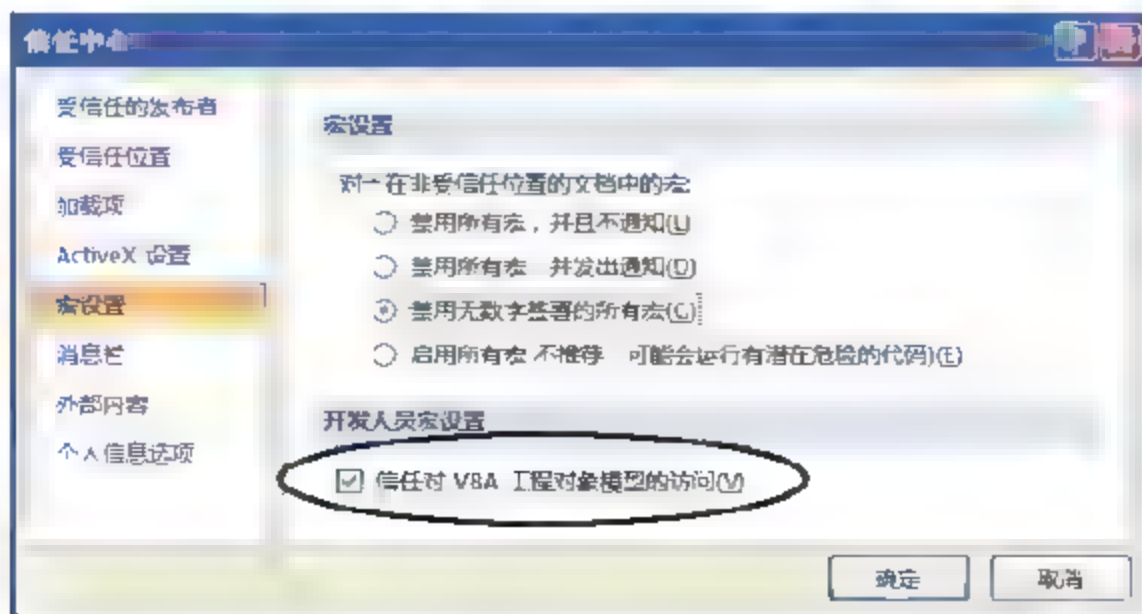 信任中心
受信任的发布者
受信任位置
加载项
ActiveX 设置
宏设置
消息栏
外部内容
个人信息选项
宏设置
对于在非受信任位置的文档中的宏:
禁用所有宏，并且不通知(L)
禁用所有宏 并发出通知(D)
禁用无数字签署的所有宏(G)
启用所有宏 不推荐 可能会运行有潜在危险的代码)(E)
开发人员宏设置
信任对 VBA 工程对象模型的访问(V)
确定
取消